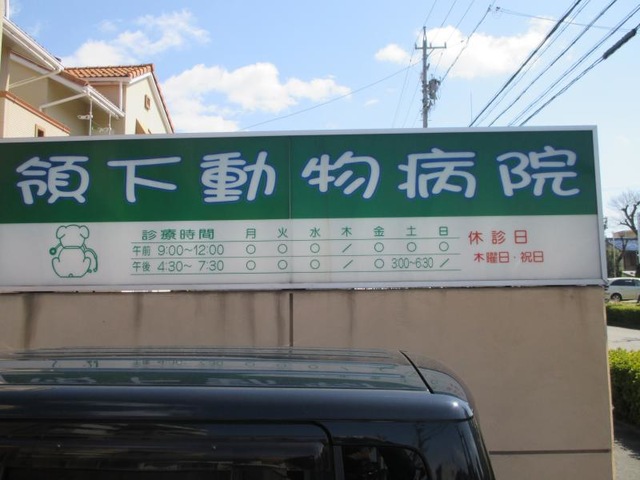 領下動物病院
診療時間 月 火 水 木 金 土 日
午前 9:00~12:00 ○ ○ ○ / ○ ○ ○
午後 4:30~7:30 ○ ○ ○ / ○ 3:00~6:30 /
休診日
木曜日・祝日